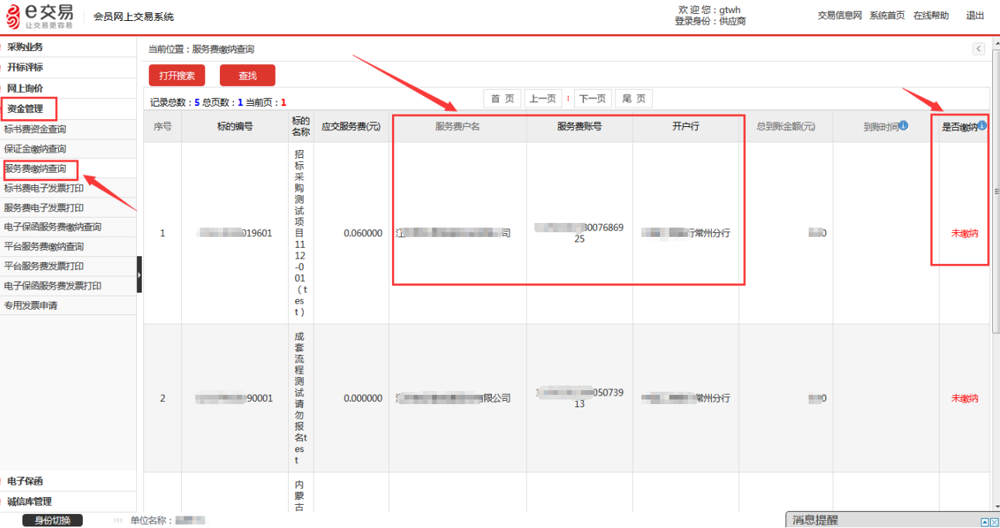 e交易
让交易更容易
会员网上交易系统
欢迎您：gtwh
登录身份：供应商
交易信息网 系统首页 在线帮助 退出
采购业务
开标评标
网上询价
资金管理
标书费资金查询
保证金缴纳查询
服务费缴纳查询
标书费电子发票打印
服务费电子发票打印
电子保函服务费缴纳查询
平台服务费缴纳查询
平台服务费发票打印
电子保函服务费发票打印
专用发票申请
电子保函
诚信库管理
身份切换
当前位置：服务费缴纳查询
打开搜索 查找
记录总数：5 总页数：1 当前页：1
首 页 上一页 下一页 尾 页
序号 标的编号 标的名称 应交服务费(元) 服务费户名 服务费账号 开户行 总到账金额(元) 到账时间 是否缴纳
1 019601 招标采购测试项目1112-001（test） 0.060000 司 0076869 25 行常州分行 0 未缴纳
2 90001 成套流程测试请勿报名test 0.000000 限公司 050739 13 常州分行 0 未缴纳
内蒙古
单位名称：
消息提醒